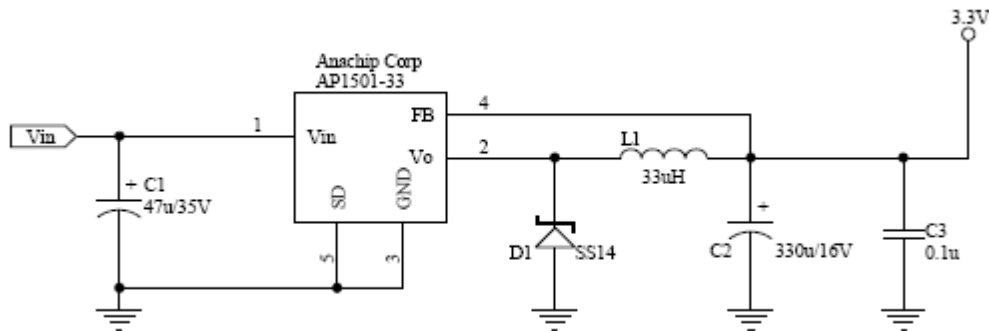 3.3V
Anachip Corp
AP1501-33
4
FB
Vin
1
Vin
2
Vo
L1
33uH
+
C1
47u/35V
SD
GND
+
5
3
D1
SS14
C2
330u/16V
C3
0.1u